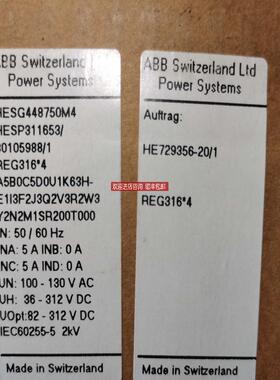 ABB Switzerland Ltd
Power Systems
HESG448750M4
HESP311653/
80105988/1
REG316*4
A5B0C5D0U1K63H-
E1I3F2J3Q2V3R2W3
Y2N2M1SR200T000
N: 50 / 60 Hz
NA: 5 A INB: 0 A
NC: 5 A IND: 0 A
UN: 100 - 130 V AC
UH: 36 - 312 V DC
UOpt:82 - 312 V DC
IEC60255-5 2kV
Made in Switzerland
ABB Switzerland Ltd
Power Systems
Auftrag:
HE729356-20/1
REG316*4
Made in Switzerland